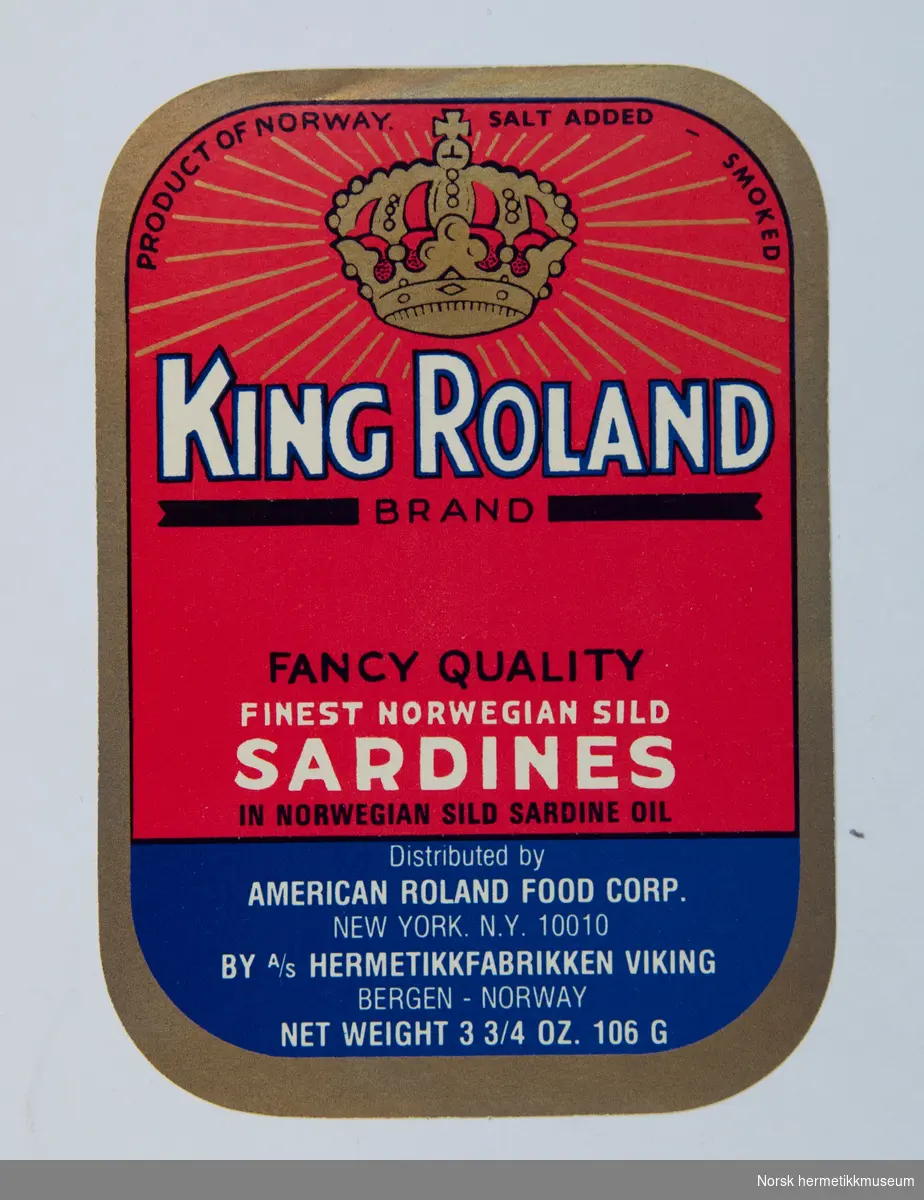 PRODUCT OF NORWAY. SALT ADDED – SMOKED
KING ROLAND
BRAND
FANCY QUALITY
FINEST NORWEGIAN SILD
SARDINES
IN NORWEGIAN SILD SARDINE OIL
Distributed by
AMERICAN ROLAND FOOD CORP.
NEW YORK. N.Y. 10010
BY A/s HERMETIKKFABRIKKEN VIKING
BERGEN - NORWAY
NET WEIGHT 3 3/4 OZ. 106 G
Norsk hermetikkmuseum